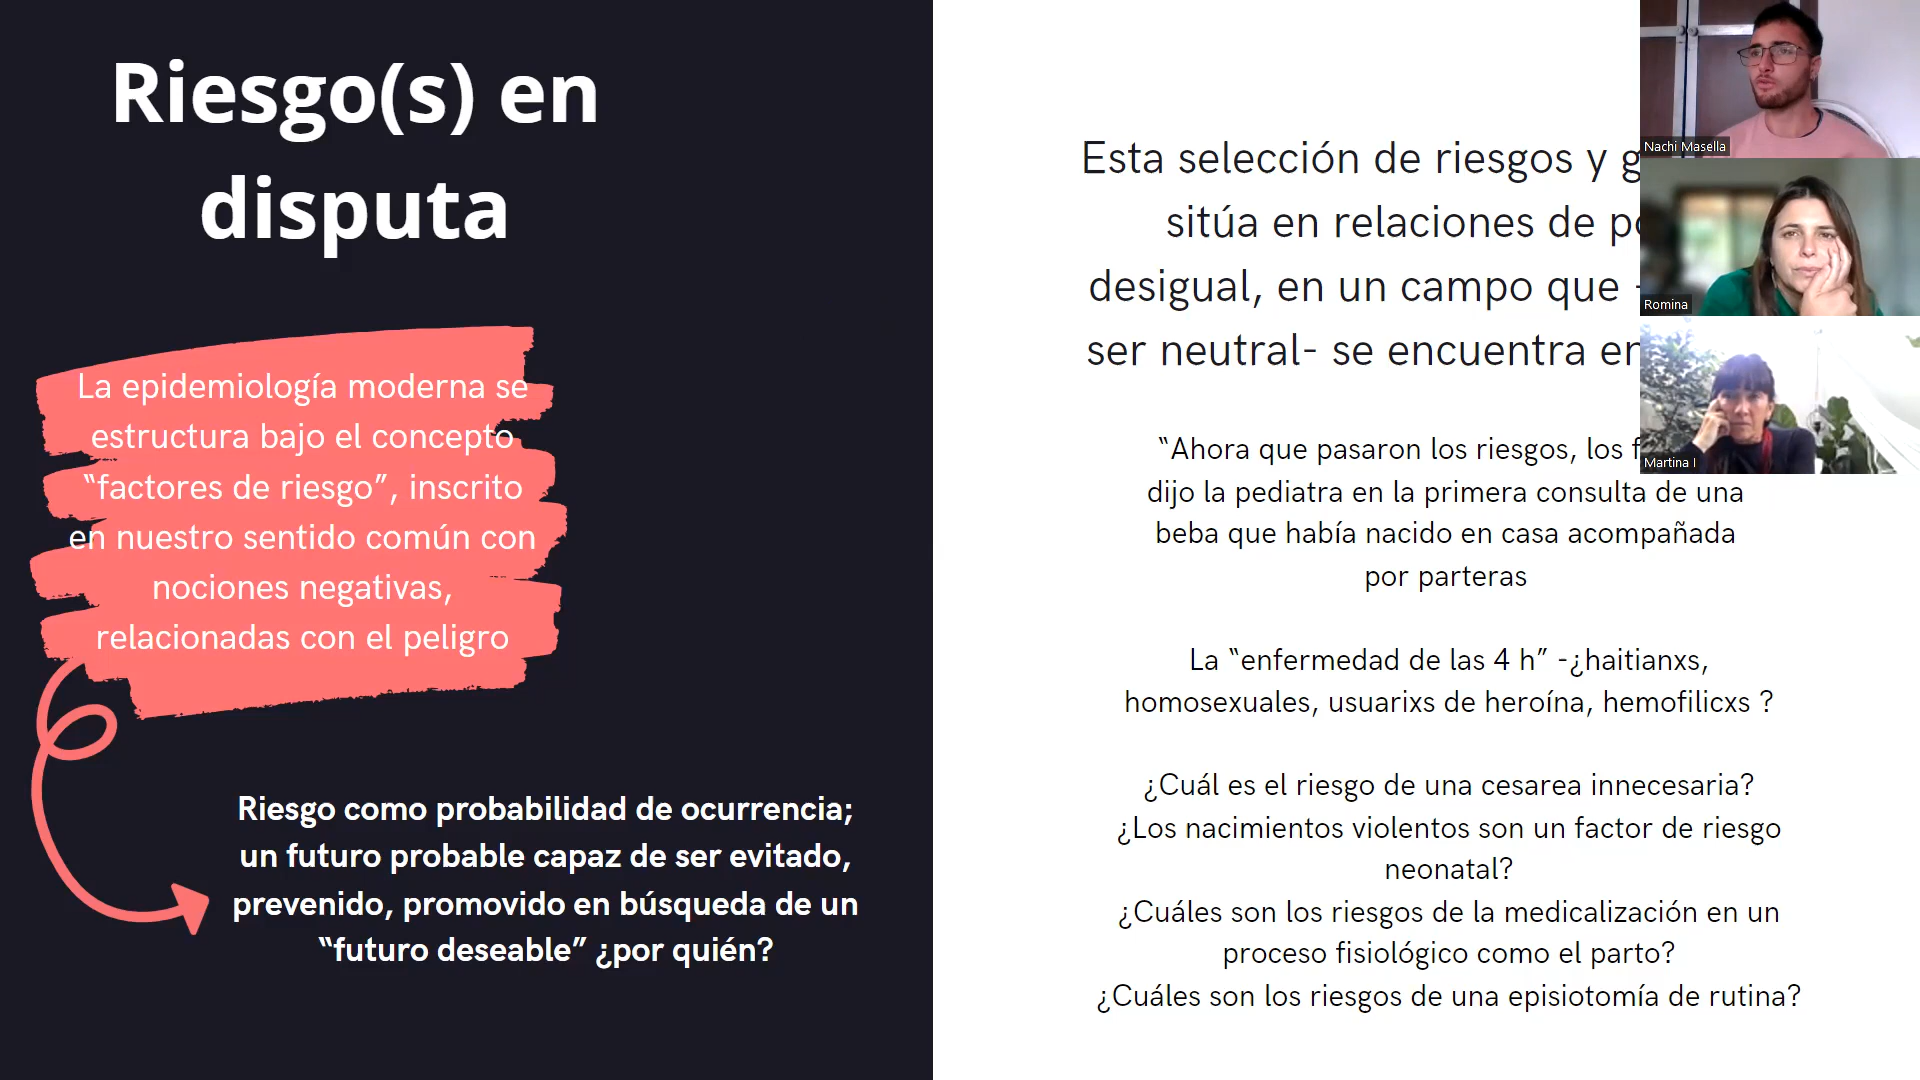 Riesgo(s) en
disputa
La epidemiología moderna se
estructura bajo el concepto
“factores de riesgo”, inscrito
en nuestro sentido común con
nociones negativas,
relacionadas con el peligro
Riesgo como probabilidad de ocurrencia;
un futuro probable capaz de ser evitado,
prevenido, promovido en búsqueda de un
“futuro deseable” ¿por quién?
Esta selección de riesgos y
sitúa en relaciones de
desigual, en un campo que
ser neutral- se encuentra
“Ahora que pasaron los riesgos, los
dijo la pediatra en la primera consulta de una
beba que había nacido en casa acompañada
por parteras
La “enfermedad de las 4 h” -¿haitianxs,
homosexuales, usuarixs de heroína, hemofilicxs ?
¿Cuál es el riesgo de una cesarea innecesaria?
¿Los nacimientos violentos son un factor de riesgo
neonatal?
¿Cuáles son los riesgos de la medicalización en un
proceso fisiológico como el parto?
¿Cuáles son los riesgos de una episiotomía de rutina?
Nachi Masella
Romina
Martina I